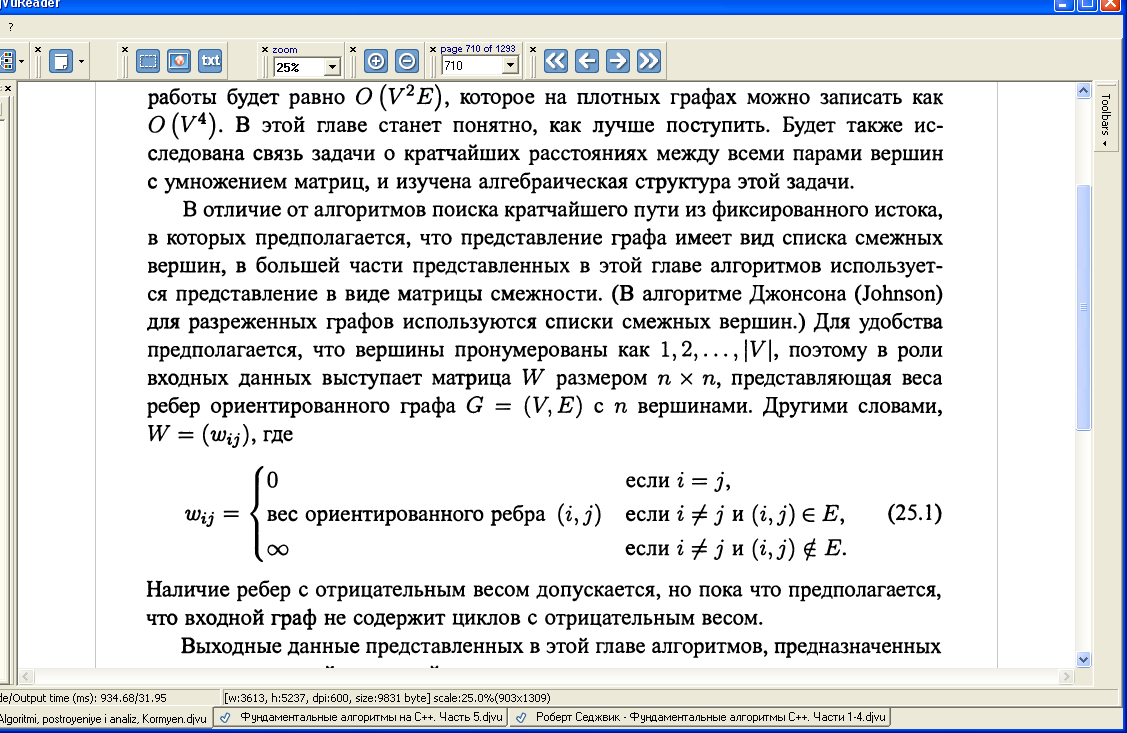 jVuReader
?
zoom
page 710 of 1293
txt
25%
710
Toolbars
работы будет равно O (V²E), которое на плотных графах можно записать как
O (V⁴). В этой главе станет понятно, как лучше поступить. Будет также ис-
следована связь задачи о кратчайших расстояниях между всеми парами вершин
с умножением матриц, и изучена алгебраическая структура этой задачи.
В отличие от алгоритмов поиска кратчайшего пути из фиксированного истока,
в которых предполагается, что представление графа имеет вид списка смежных
вершин, в большей части представленных в этой главе алгоритмов использует-
ся представление в виде матрицы смежности. (В алгоритме Джонсона (Johnson)
для разреженных графов используются списки смежных вершин.) Для удобства
предполагается, что вершины пронумерованы как 1, 2, . . . , |V|, поэтому в роли
входных данных выступает матрица W размером n × n, представляющая веса
ребер ориентированного графа G = (V, E) с n вершинами. Другими словами,
W = (wᵢⱼ), где
0 если i = j,
wᵢⱼ = { вес ориентированного ребра (i, j) если i ≠ j и (i, j) ∈ E, (25.1)
∞ если i ≠ j и (i, j) ∉ E.
Наличие ребер с отрицательным весом допускается, но пока что предполагается,
что входной граф не содержит циклов с отрицательным весом.
Выходные данные представленных в этой главе алгоритмов, предназначенных
de/Output time (ms): 934.68/31.95
[w:3613, h:5237, dpi:600, size:9831 byte] scale:25.0%(903x1309)
Algoritmi, postroyeniye i analiz, Kormyen.djvu
Фундаментальные алгоритмы на C++. Часть 5.djvu
Роберт Седжвик - Фундаментальные алгоритмы C++. Части 1-4.djvu